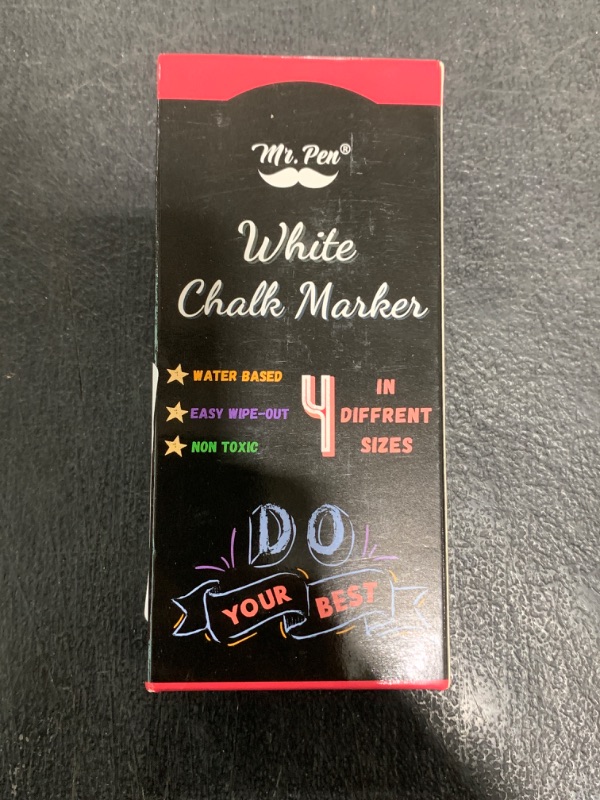 Mr. Pen®
White
Chalk Marker
WATER BASED
EASY WIPE-OUT
NON TOXIC
4
IN
DIFFRENT
SIZES
DO
YOUR BEST